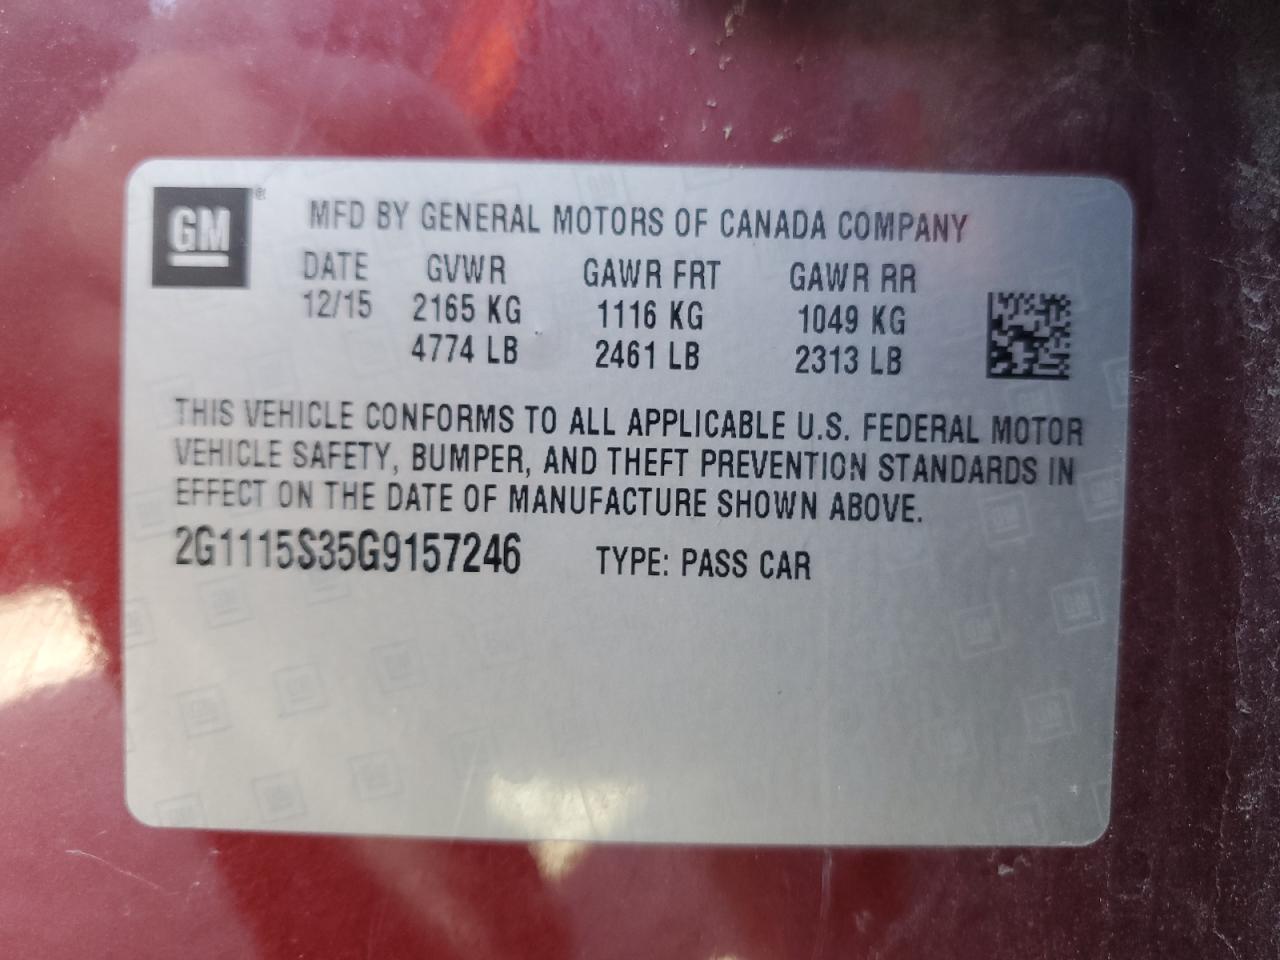 GM® MFD BY GENERAL MOTORS OF CANADA COMPANY
DATE GVWR GAWR FRT GAWR RR
12/15 2165 KG 1116 KG 1049 KG
4774 LB 2461 LB 2313 LB
THIS VEHICLE CONFORMS TO ALL APPLICABLE U.S. FEDERAL MOTOR
VEHICLE SAFETY, BUMPER, AND THEFT PREVENTION STANDARDS IN
EFFECT ON THE DATE OF MANUFACTURE SHOWN ABOVE.
2G1115S35G9157246 TYPE: PASS CAR